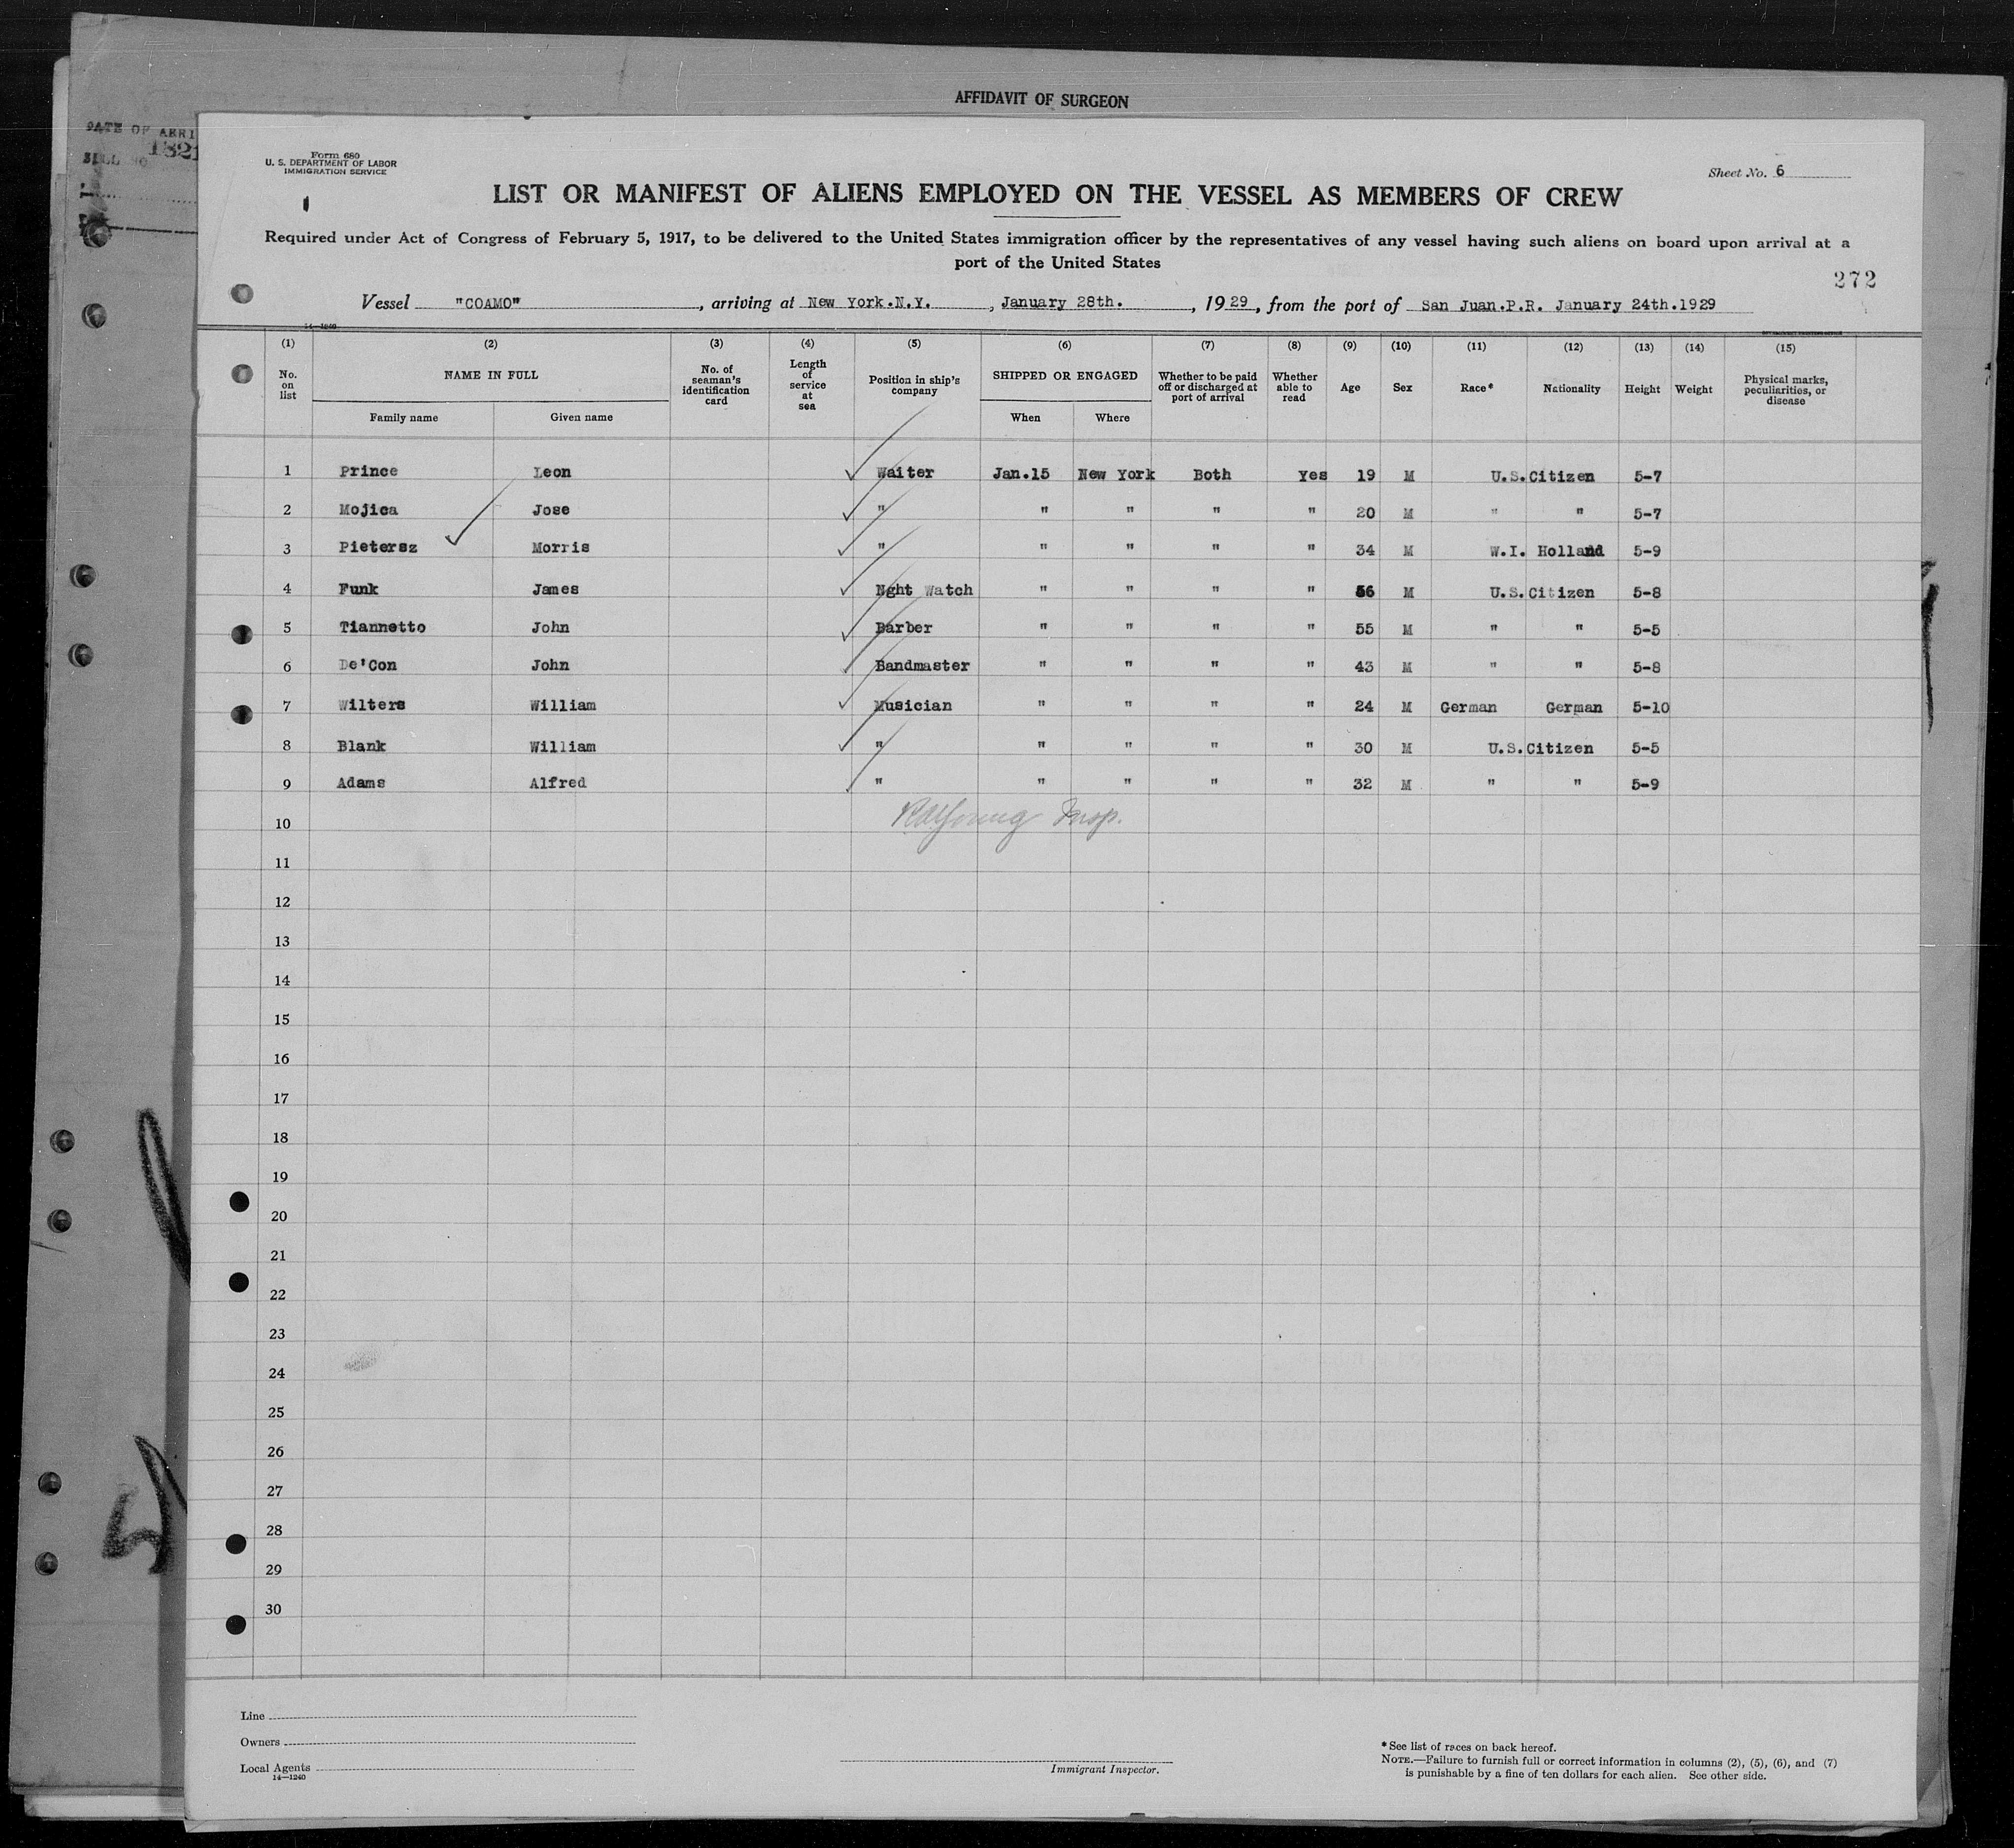 AFFIDAVIT OF SURGEON
DATE OF ARRI
1821
Form 680
U. S. DEPARTMENT OF LABOR
IMMIGRATION SERVICE
Sheet No. 6
LIST OR MANIFEST OF ALIENS EMPLOYED ON THE VESSEL AS MEMBERS OF CREW
Required under Act of Congress of February 5, 1917, to be delivered to the United States immigration officer by the representatives of any vessel having such aliens on board upon arrival at a
port of the United States
272
Vessel "COAMO", arriving at New York.N.Y., January 28th., 1929, from the port of San Juan.P.R. January 24th.1929
14—1240
(1) (2) (3) (4) (5) (6) (7) (8) (9) (10) (11) (12) (13) (14) (15)
No. on list NAME IN FULL No. of seaman's identification card Length of service at sea Position in ship's company SHIPPED OR ENGAGED Whether to be paid off or discharged at port of arrival Whether able to read Age Sex Race* Nationality Height Weight Physical marks, peculiarities, or disease
Family name Given name When Where
1 Prince Leon Waiter Jan.15 New York Both Yes 19 M U.S.Citizen 5-7
2 Mojica Jose " " " " " 20 M " " 5-7
3 Pietersz Morris " " " " " 34 M W.I. Holland 5-9
4 Funk James Nght Watch " " " " 56 M U.S.Citizen 5-8
5 Tiannetto John Barber " " " " 55 M " " 5-5
6 De'Con John Bandmaster " " " " 43 M " " 5-8
7 Wilters William Musician " " " " 24 M German German 5-10
8 Blank William " " " " " 30 M U.S.Citizen 5-5
9 Adams Alfred " " " " " 32 M " " 5-9
10 Young Insp.
11
12
13
14
15
16
17
18
19
20
21
22
23
24
25
26
27
28
29
30
Line
Owners
Local Agents
14—1240
Immigrant Inspector.
* See list of races on back hereof.
NOTE.—Failure to furnish full or correct information in columns (2), (5), (6), and (7)
is punishable by a fine of ten dollars for each alien. See other side.